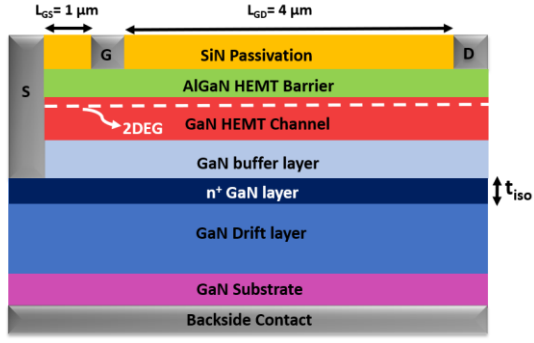 L_GS= 1 μm
L_GD= 4 μm
S
G
SiN Passivation
D
AlGaN HEMT Barrier
2DEG
GaN HEMT Channel
GaN buffer layer
n⁺ GaN layer
t_iso
GaN Drift layer
GaN Substrate
Backside Contact